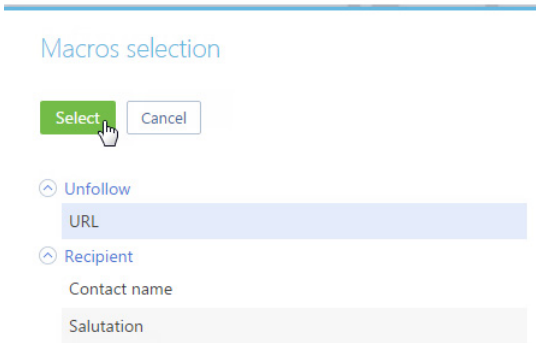 Macros selection
Select Cancel
Unfollow
URL
Recipient
Contact name
Salutation